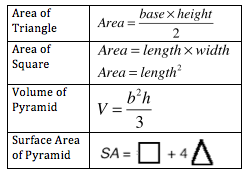 Area of Triangle
Area = base × height / 2
Area of Square
Area = length × width
Area = length²
Volume of Pyramid
V = b²h / 3
Surface Area of Pyramid
SA = □ + 4 △